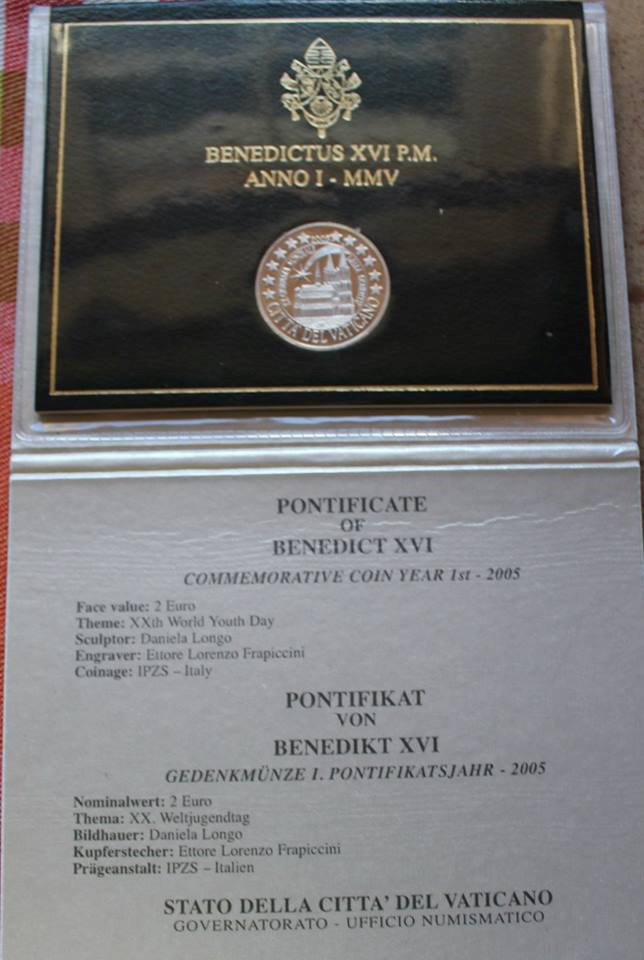 BENEDICTUS XVI P.M.
ANNO I - MMV
CITTA' DEL VATICANO
PONTIFICATE
OF
BENEDICT XVI
COMMEMORATIVE COIN YEAR 1st - 2005
Face value: 2 Euro
Theme: XXth World Youth Day
Sculptor: Daniela Longo
Engraver: Ettore Lorenzo Frapiccini
Coinage: IPZS – Italy
PONTIFIKAT
VON
BENEDIKT XVI
GEDENKMÜNZE I. PONTIFIKATSJAHR - 2005
Nominalwert: 2 Euro
Thema: XX. Weltjugendtag
Bildhauer: Daniela Longo
Kupferstecher: Ettore Lorenzo Frapiccini
Prägeanstalt: IPZS – Italien
STATO DELLA CITTA' DEL VATICANO
GOVERNATORATO - UFFICIO NUMISMATICO